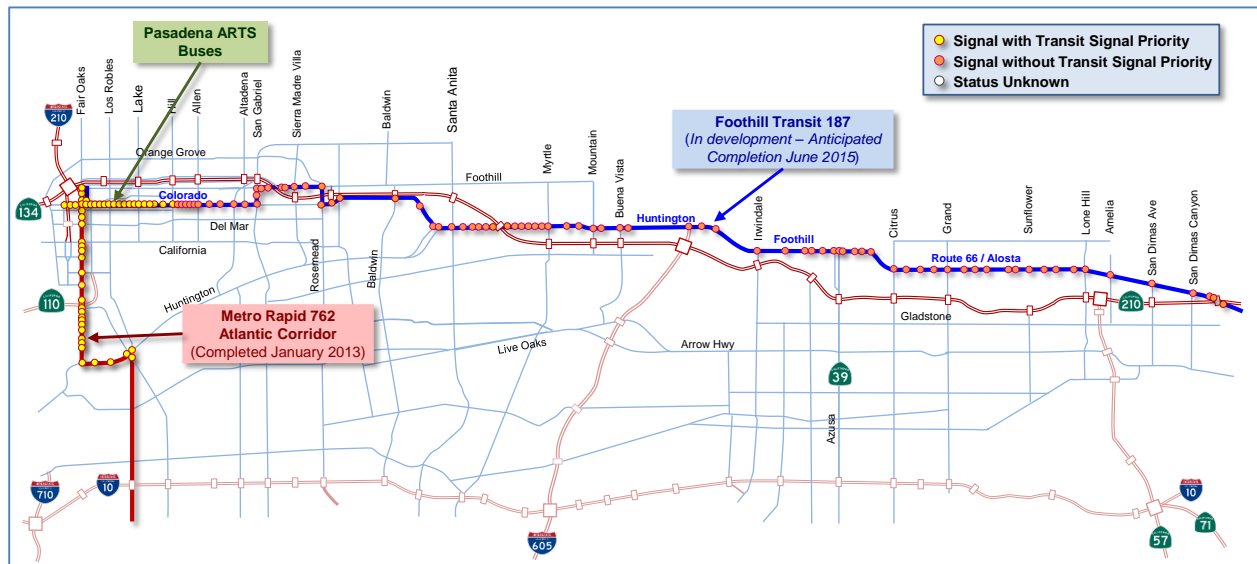 Pasadena ARTS
Buses
Signal with Transit Signal Priority
Signal without Transit Signal Priority
Status Unknown
Fair Oaks
Los Robles
Lake
Hill
Allen
Altadena
San Gabriel
Sierra Madre Villa
Baldwin
Santa Anita
INTERSTATE
210
Foothill Transit 187
(In development – Anticipated
Completion June 2015)
Orange Grove
Foothill
Myrtle
Mountain
Buena Vista
Colorado
134
Del Mar
California
Huntington
Irwindale
Foothill
Citrus
Grand
Sunflower
Lone Hill
Amelia
San Dimas Ave
San Dimas Canyon
Rosemead
Baldwin
Route 66 / Alosta
110
Huntington
210
Gladstone
Metro Rapid 762
Atlantic Corridor
(Completed January 2013)
Live Oaks
Arrow Hwy
39
Azusa
710
10
605
10
57
71